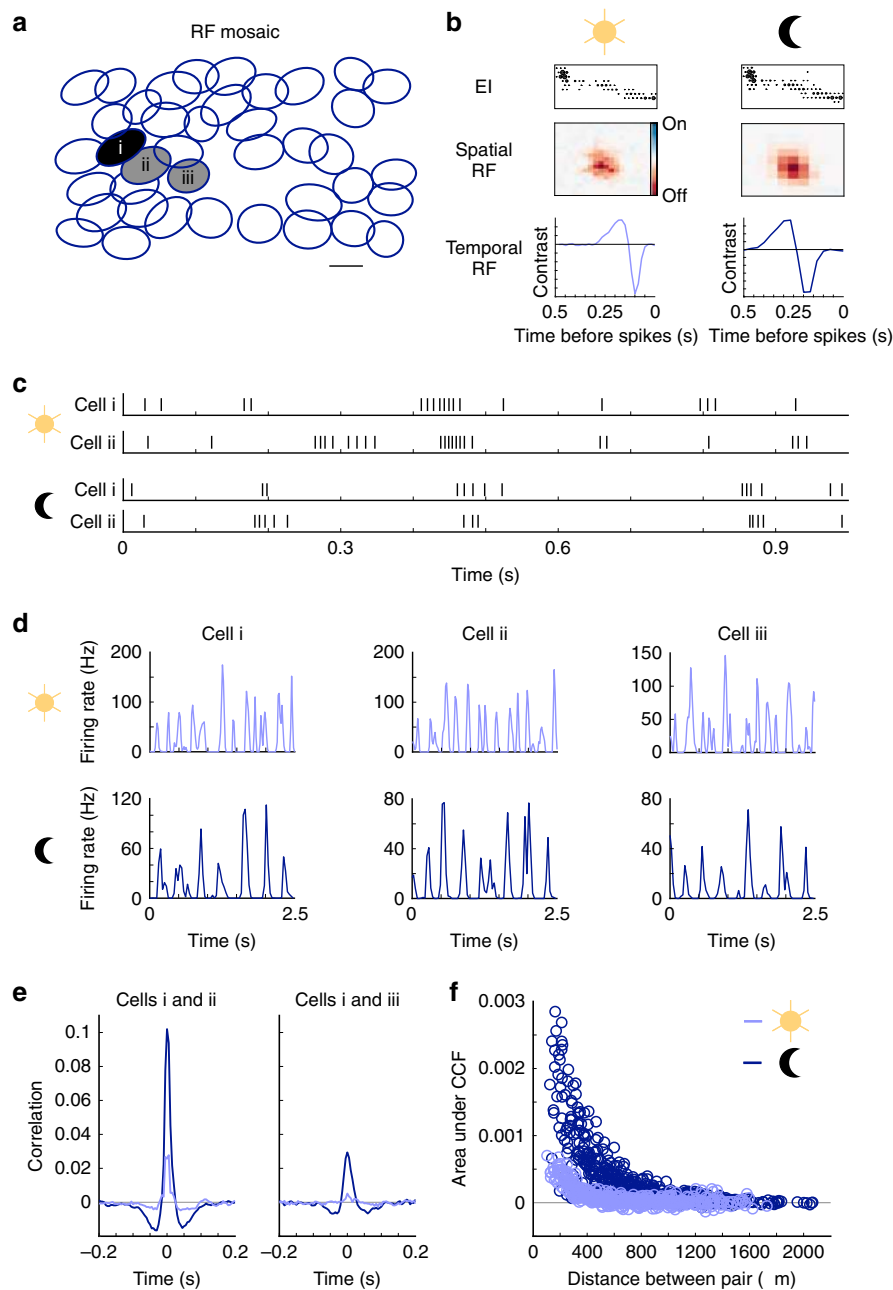 a
RF mosaic
i
ii
iii
b
EI
Spatial RF
On
Off
Temporal RF
Contrast
0.5 0.25 0
Time before spikes (s)
Contrast
0.5 0.25 0
Time before spikes (s)
c
Cell i
Cell ii
Cell i
Cell ii
0 0.3 0.6 0.9
Time (s)
d
Cell i
Cell ii
Cell iii
Firing rate (Hz)
200
100
0
200
100
0
150
100
50
0
Firing rate (Hz)
120
60
0
80
40
0
80
40
0
0 2.5
0 2.5
0 2.5
Time (s)
Time (s)
Time (s)
e
Cells i and ii
Cells i and iii
Correlation
0.1
0.08
0.06
0.04
0.02
0
−0.2 0 0.2
−0.2 0 0.2
Time (s)
Time (s)
f
Area under CCF
0.003
0.002
0.001
0
0 400 800 1200 1600 2000
Distance between pair ( m)